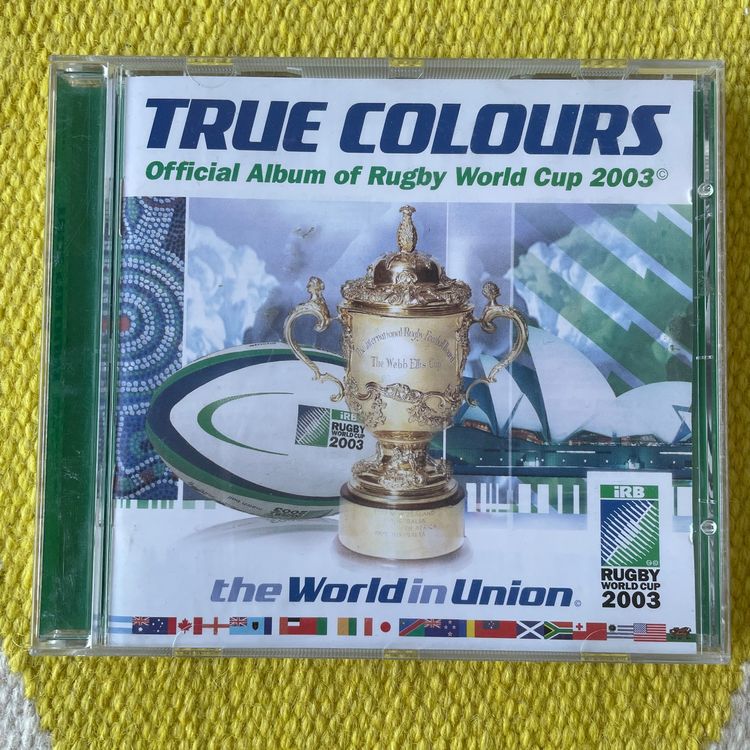 TRUE COLOURS
Official Album of Rugby World Cup 2003©
The International Rugby Football Board
The Webb Ellis Cup
iRB
RUGBY
WORLD CUP
2003
2003
the World in Union©
iRB
RUGBY
WORLD CUP
2003